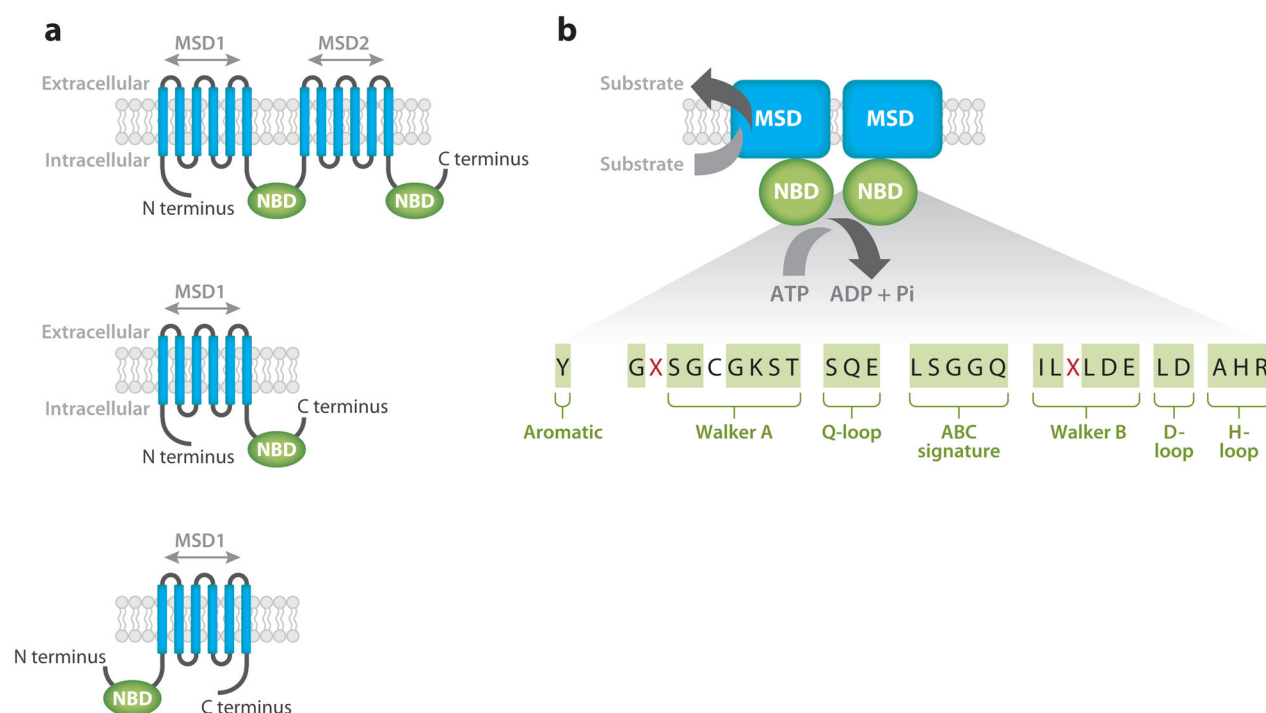 a
MSD1
MSD2
Extracellular
Intracellular
C terminus
N terminus
NBD
NBD
MSD1
Extracellular
Intracellular
C terminus
N terminus
NBD
MSD1
N terminus
NBD
C terminus
b
Substrate
MSD
MSD
Substrate
NBD
NBD
ATP
ADP + Pi
Y
G X S G C G K S T
S Q E
L S G G Q
I L X L D E
L D
A H R
Aromatic
Walker A
Q-loop
ABC
signature
Walker B
D-
loop
H-
loop